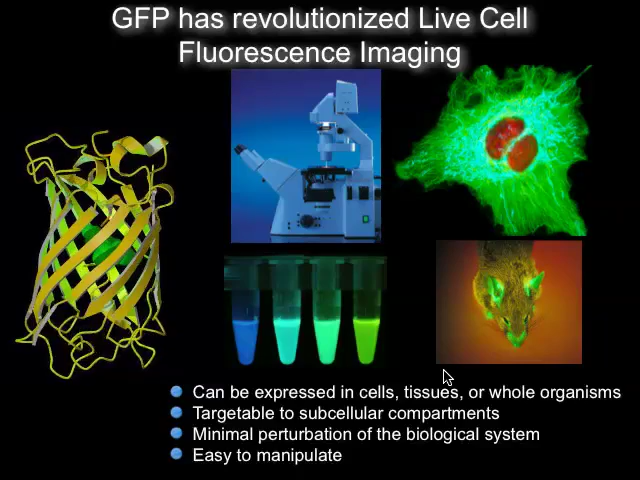 GFP has revolutionized Live Cell
Fluorescence Imaging
Can be expressed in cells, tissues, or whole organisms
Targetable to subcellular compartments
Minimal perturbation of the biological system
Easy to manipulate